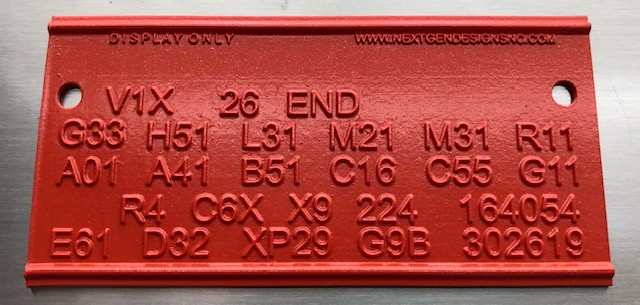 DISPLAY ONLY WWW.NEXTGENDESIGNSNQ.COM
V1X 26 END
G33 H51 L31 M21 M31 R11
A01 A41 B51 C16 C55 G11
R4 C6X X9 224 164054
E61 D32 XP29 G9B 302619